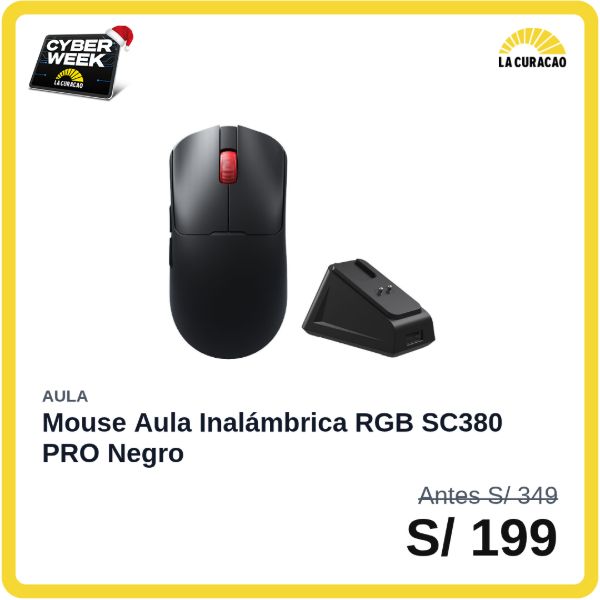 CYBER
WEEK
LA CURACAO
LA CURACAO
AULA
Mouse Aula Inalámbrica RGB SC380
PRO Negro
Antes S/ 349
S/ 199